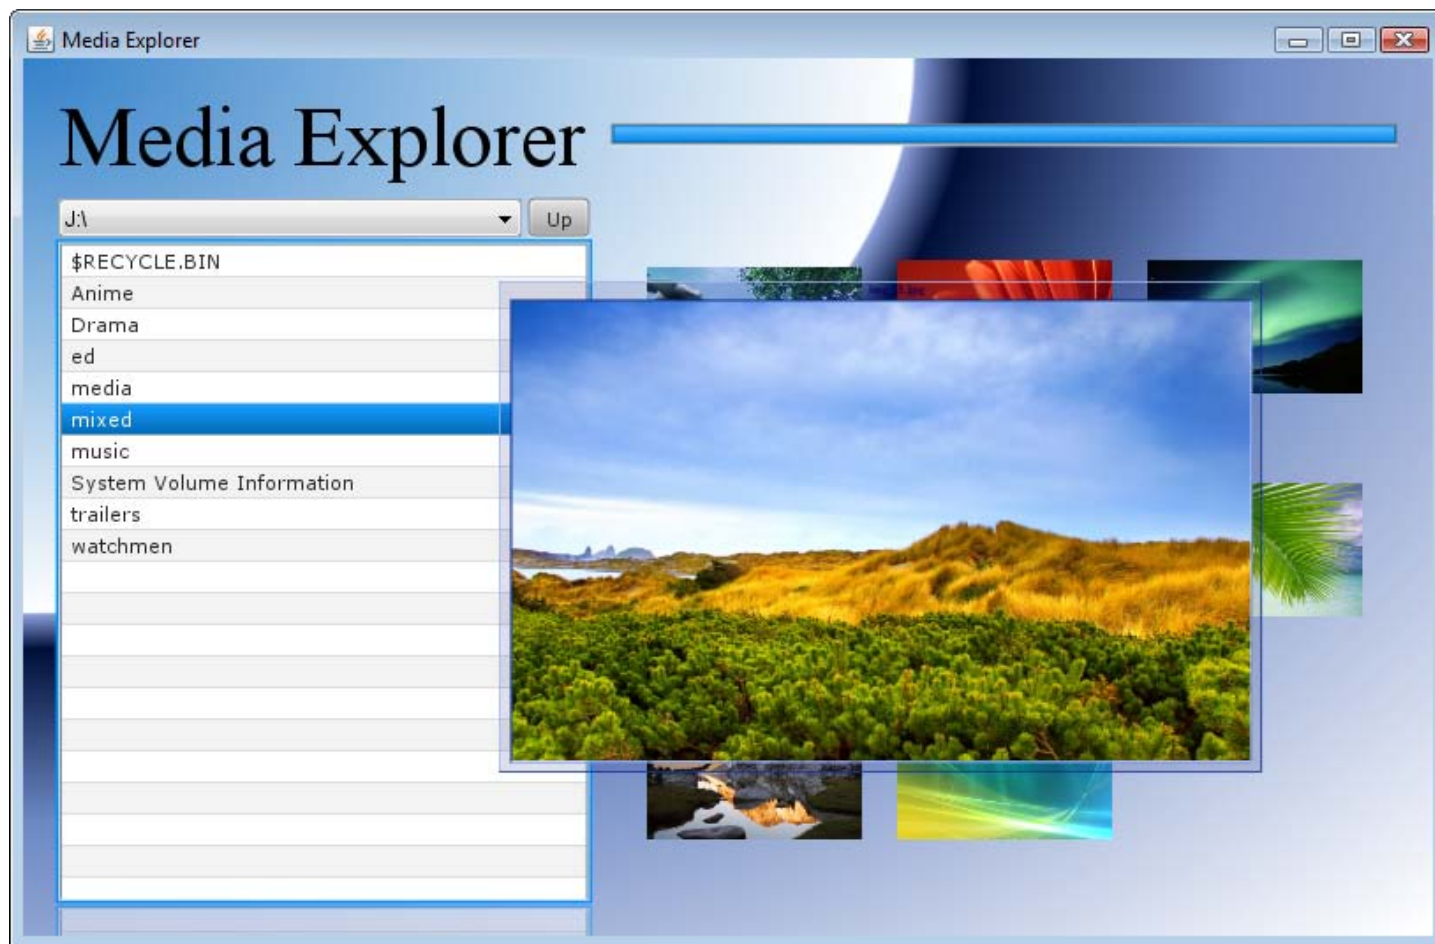 Media Explorer
Media Explorer
J:\
Up
$RECYCLE.BIN
Anime
Drama
ed
media
mixed
music
System Volume Information
trailers
watchmen